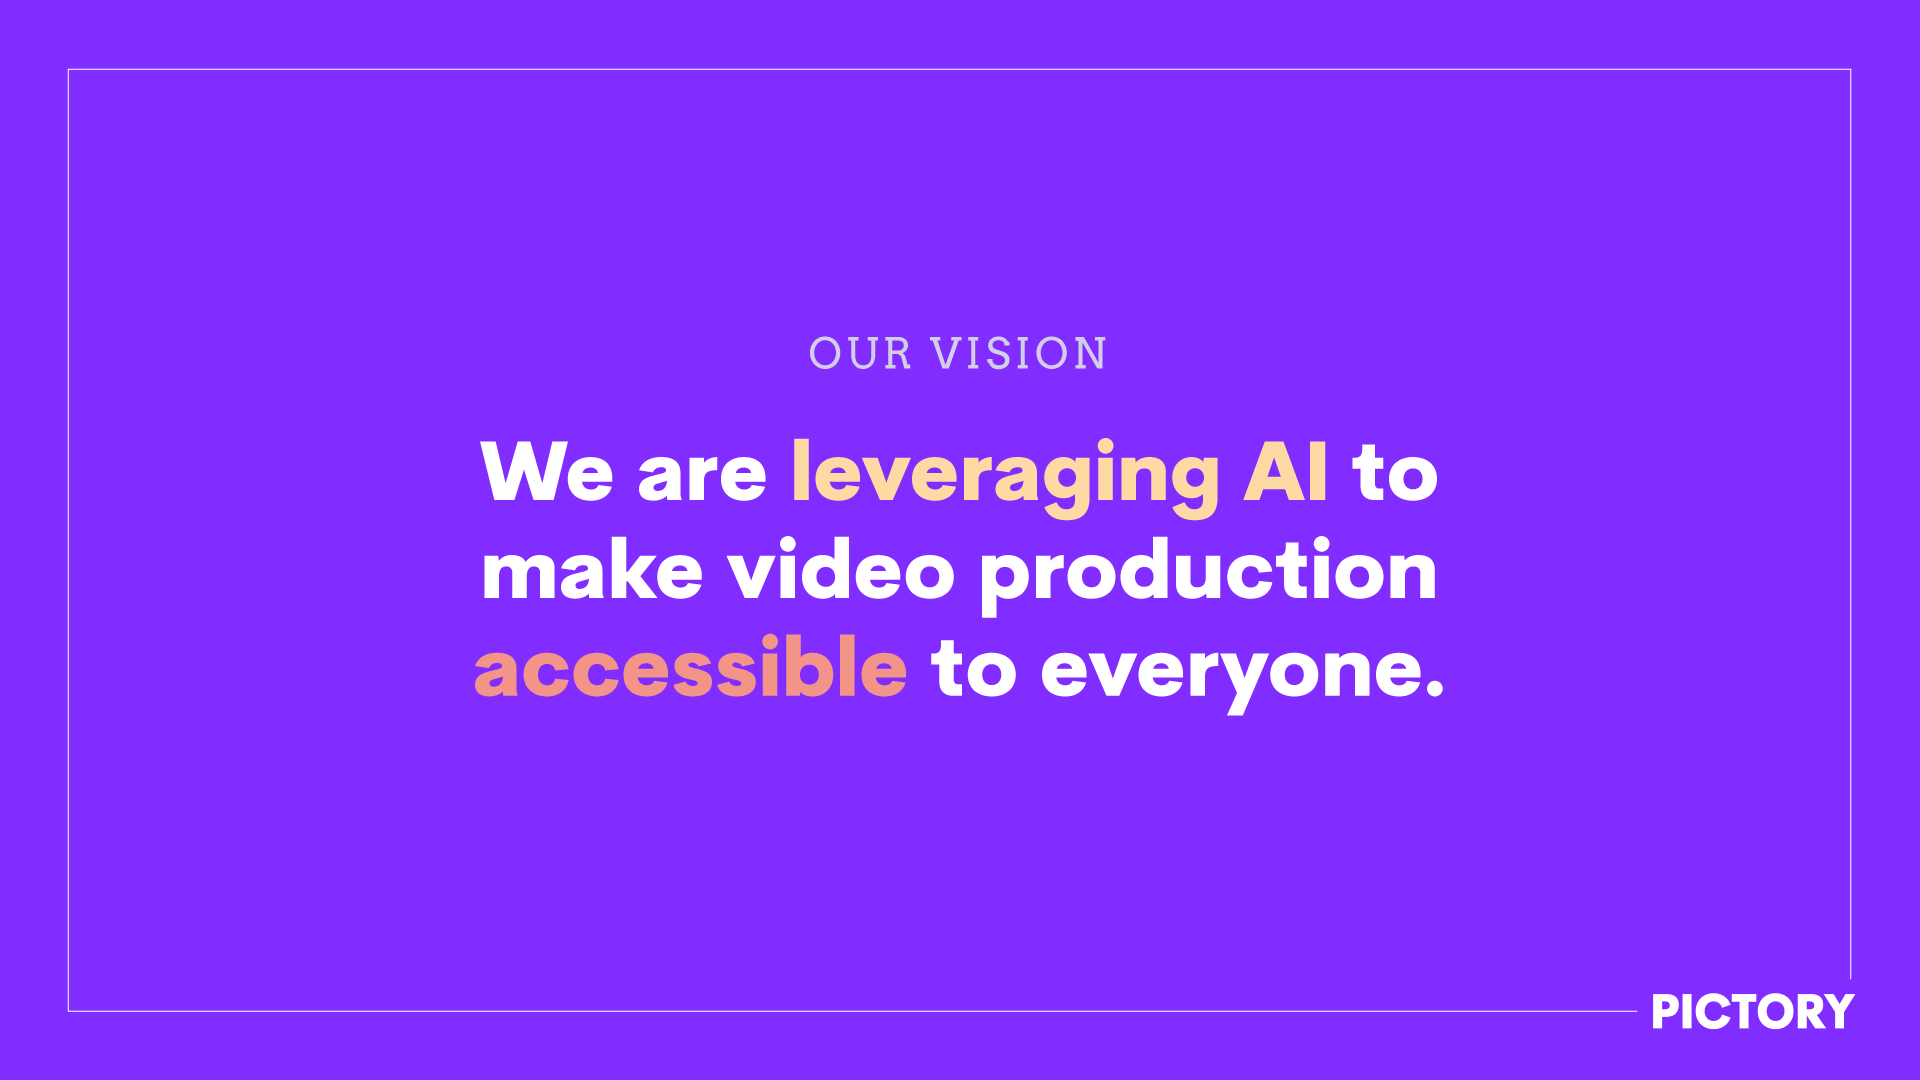 OUR VISION
We are leveraging AI to
make video production
accessible to everyone.
PICTORY